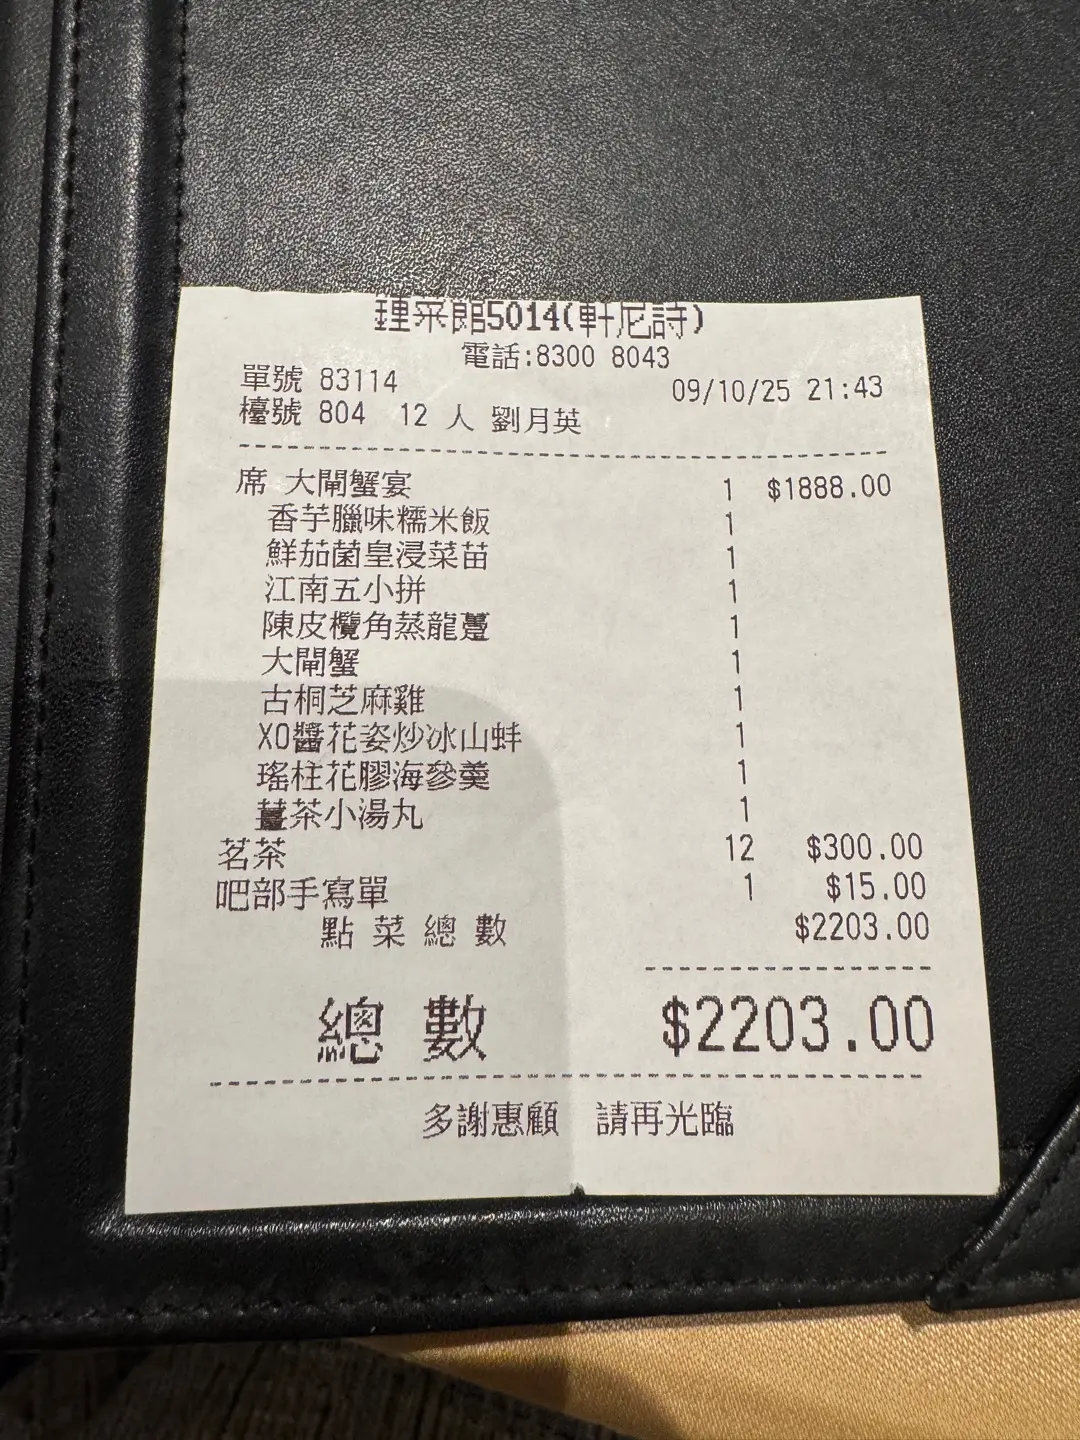 鍾菜館5014(軒尼詩)
電話:8300 8043
單號 83114 09/10/25 21:43
檯號 804 12 人 劉月英
席 大閘蟹宴 1 $1888.00
香芋臘味糯米飯 1
鮮茄菌皇浸菜苗 1
江南五小拼 1
陳皮欖角蒸龍躉 1
大閘蟹 1
古桐芝麻雞 1
XO醬花姿炒冰山蚌 1
瑤柱花膠海參羹 1
薑茶小湯丸 1
茗茶 12 $300.00
吧部手寫單 1 $15.00
點 菜 總 數 $2203.00
總 數 $2203.00
多謝惠顧 請再光臨